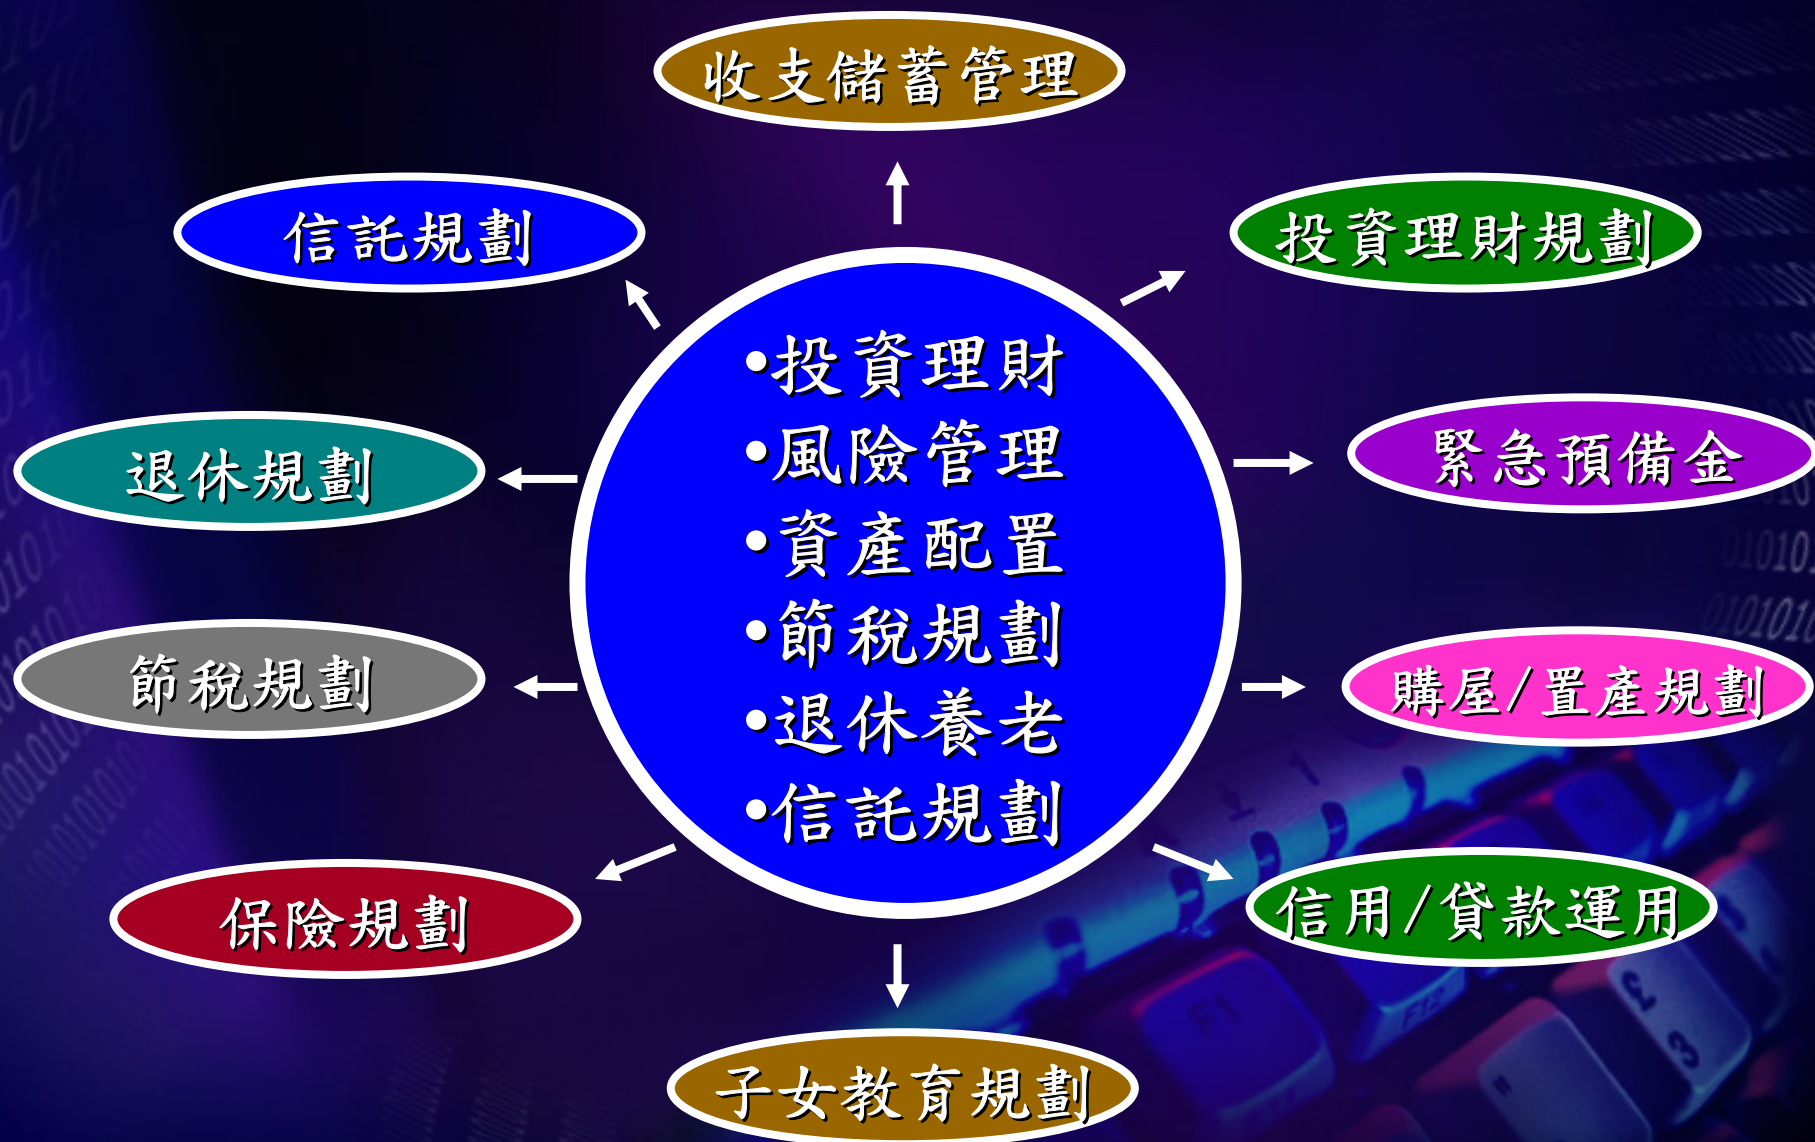 收支儲蓄管理
信託規劃
投資理財規劃
•投資理財
•風險管理
•資產配置
•節稅規劃
•退休養老
•信託規劃
退休規劃
緊急預備金
節稅規劃
購屋/置產規劃
保險規劃
信用/貸款運用
子女教育規劃